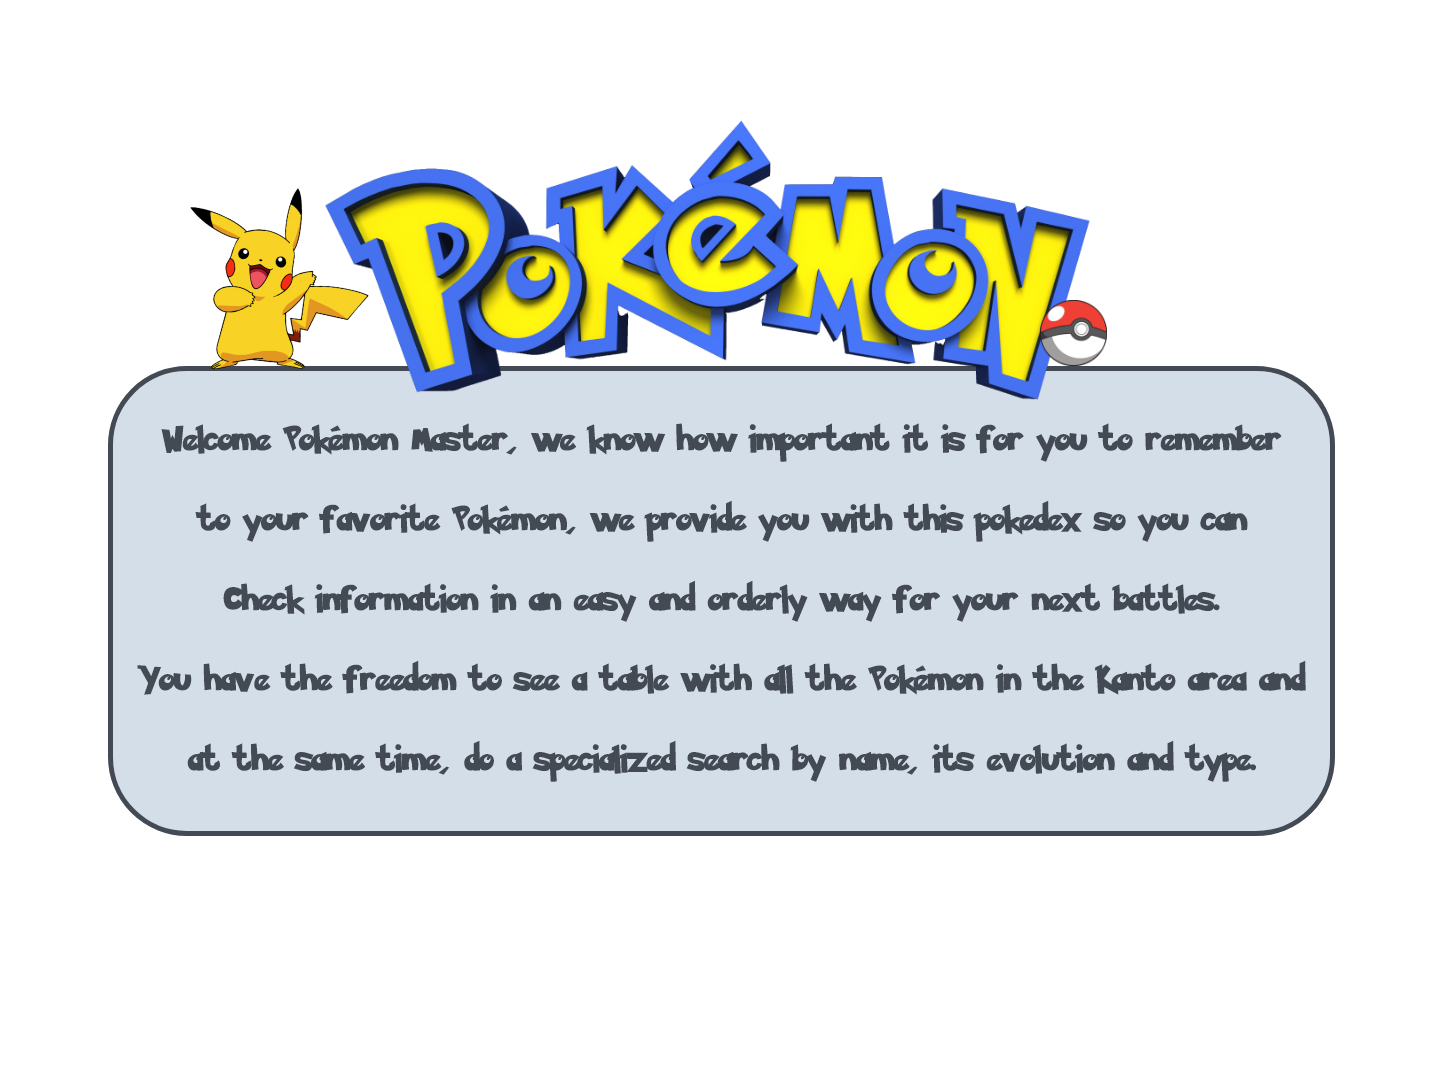 Pokémon
Welcome Pokémon Master, we know how important it is for you to remember
to your favorite Pokémon, we provide you with this pokedex so you can
Check information in an easy and orderly way for your next battles.
You have the freedom to see a table with all the Pokémon in the Kanto area and
at the same time, do a specialized search by name, its evolution and type.